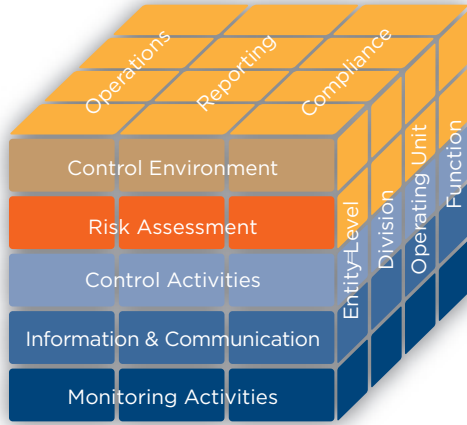 Operations
Reporting
Compliance
Control Environment
Risk Assessment
Control Activities
Information & Communication
Monitoring Activities
Entity-Level
Division
Operating Unit
Function